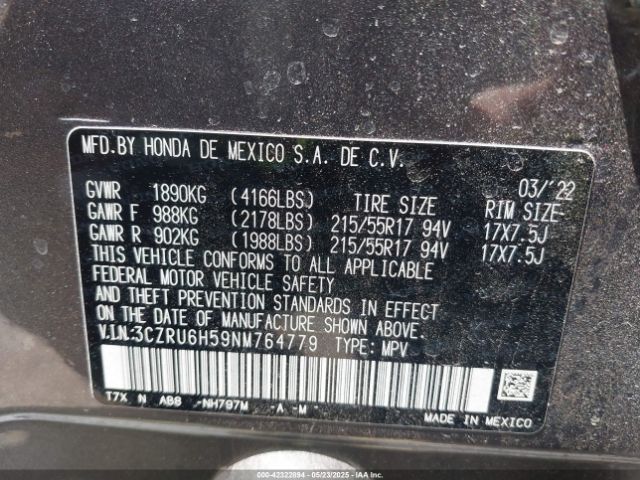 MFD.BY HONDA DE MEXICO S.A. DE C.V.
03/'22
GVWR 1890KG (4166LBS) TIRE SIZE RIM SIZE
GAWR F 988KG (2178LBS) 215/55R17 94V 17X7.5J
GAWR R 902KG (1988LBS) 215/55R17 94V 17X7.5J
THIS VEHICLE CONFORMS TO ALL APPLICABLE
FEDERAL MOTOR VEHICLE SAFETY
AND THEFT PREVENTION STANDARDS IN EFFECT
ON THE DATE OF MANUFACTURE SHOWN ABOVE.
V.I.N.:3CZRU6H59NM764779 TYPE: MPV
T7X N AB8 -NH797M -A -M
MADE IN MEXICO
000-42322894 - 05/23/2025 - IAAI.COM